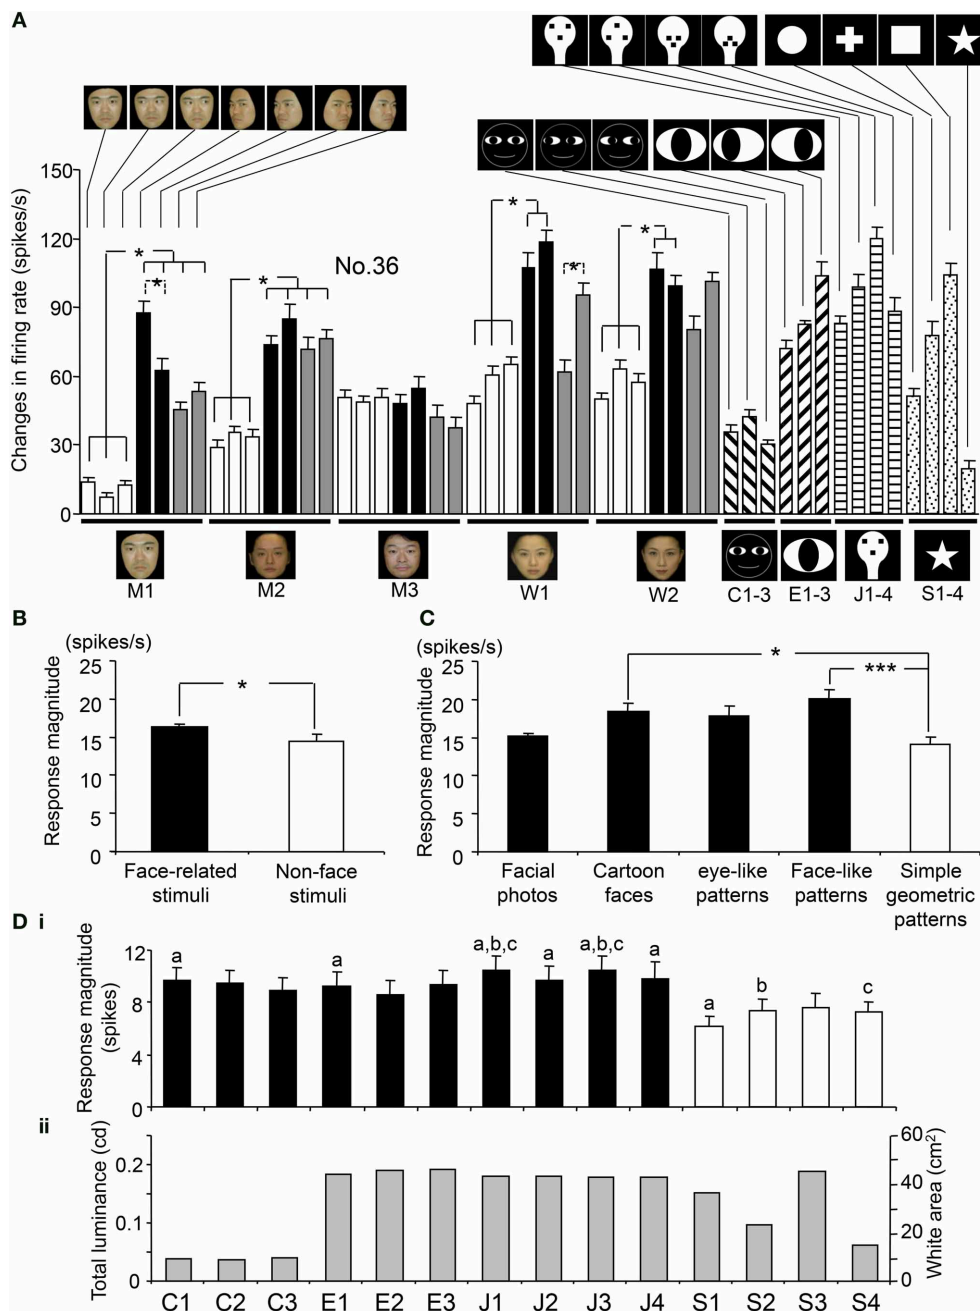 A
150
120
90
60
30
0
Changes in firing rate (spikes/s)
No.36
*
*
*
*
*
*
M1 M2 M3 W1 W2 C1-3 E1-3 J1-4 S1-4
B
(spikes/s)
25
20
15
10
5
0
Response magnitude
*
Face-related stimuli
Non-face stimuli
C
(spikes/s)
25
20
15
10
5
0
Response magnitude
*
***
Facial photos
Cartoon faces
eye-like patterns
Face-like patterns
Simple geometric patterns
D i
12
8
4
0
Response magnitude (spikes)
a a a,b,c a a,b,c a a b c
ii
0.2
0.1
0
Total luminance (cd)
60
40
20
0
White area (cm²)
C1 C2 C3 E1 E2 E3 J1 J2 J3 J4 S1 S2 S3 S4